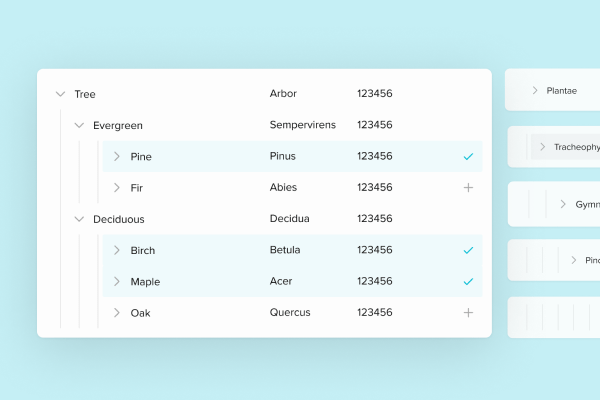 Tree Arbor 123456
Evergreen Sempervirens 123456
Pine Pinus 123456
Fir Abies 123456
Deciduous Decidua 123456
Birch Betula 123456
Maple Acer 123456
Oak Quercus 123456
Plantae
Tracheophy
Gymn
Pin